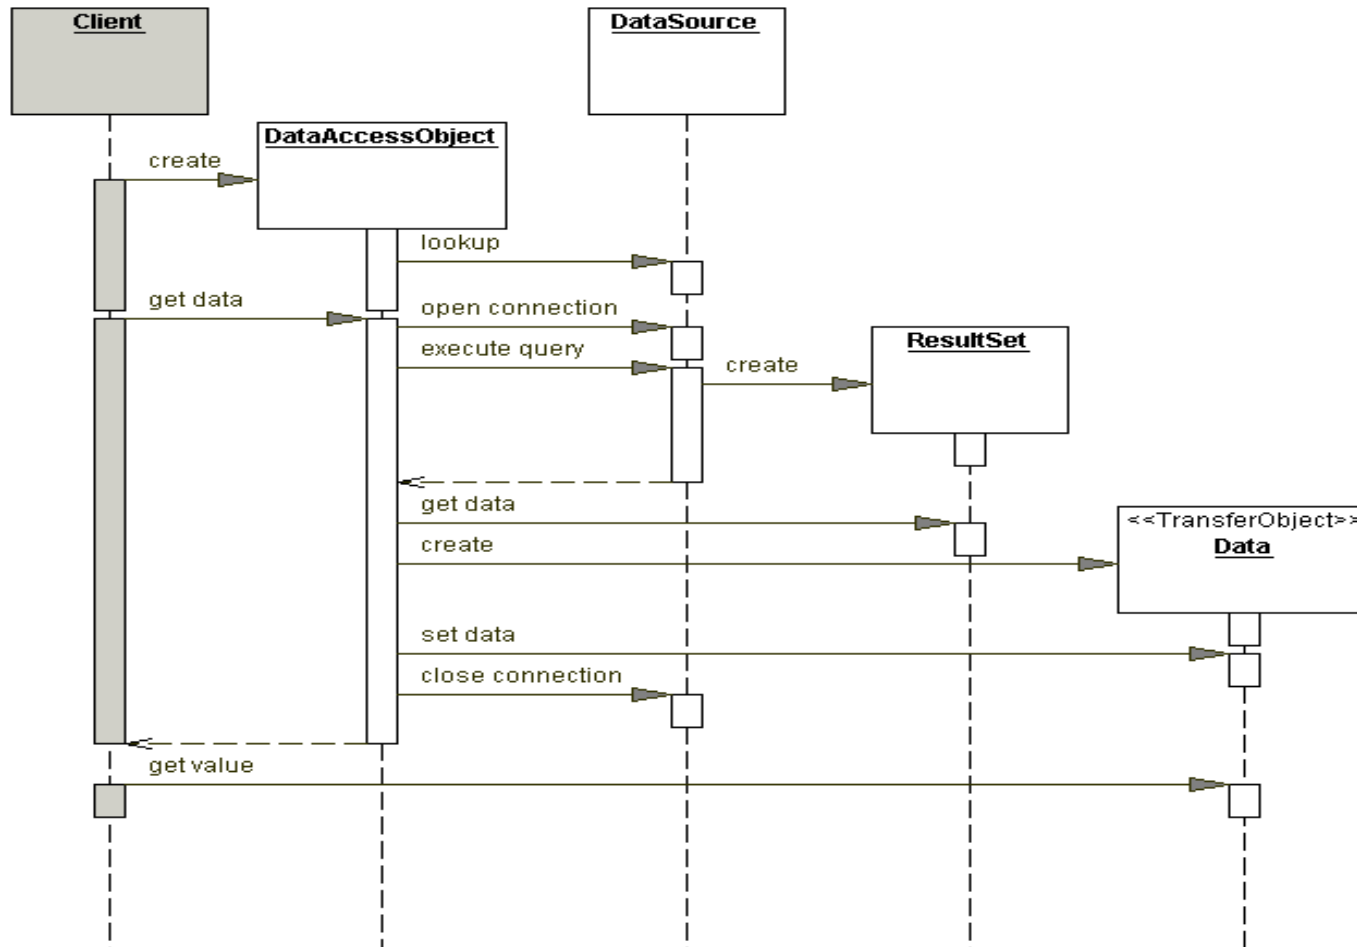 Client
DataSource
DataAccessObject
create
lookup
get data
open connection
execute query
ResultSet
create
get data
<<TransferObject>>
create
Data
set data
close connection
get value